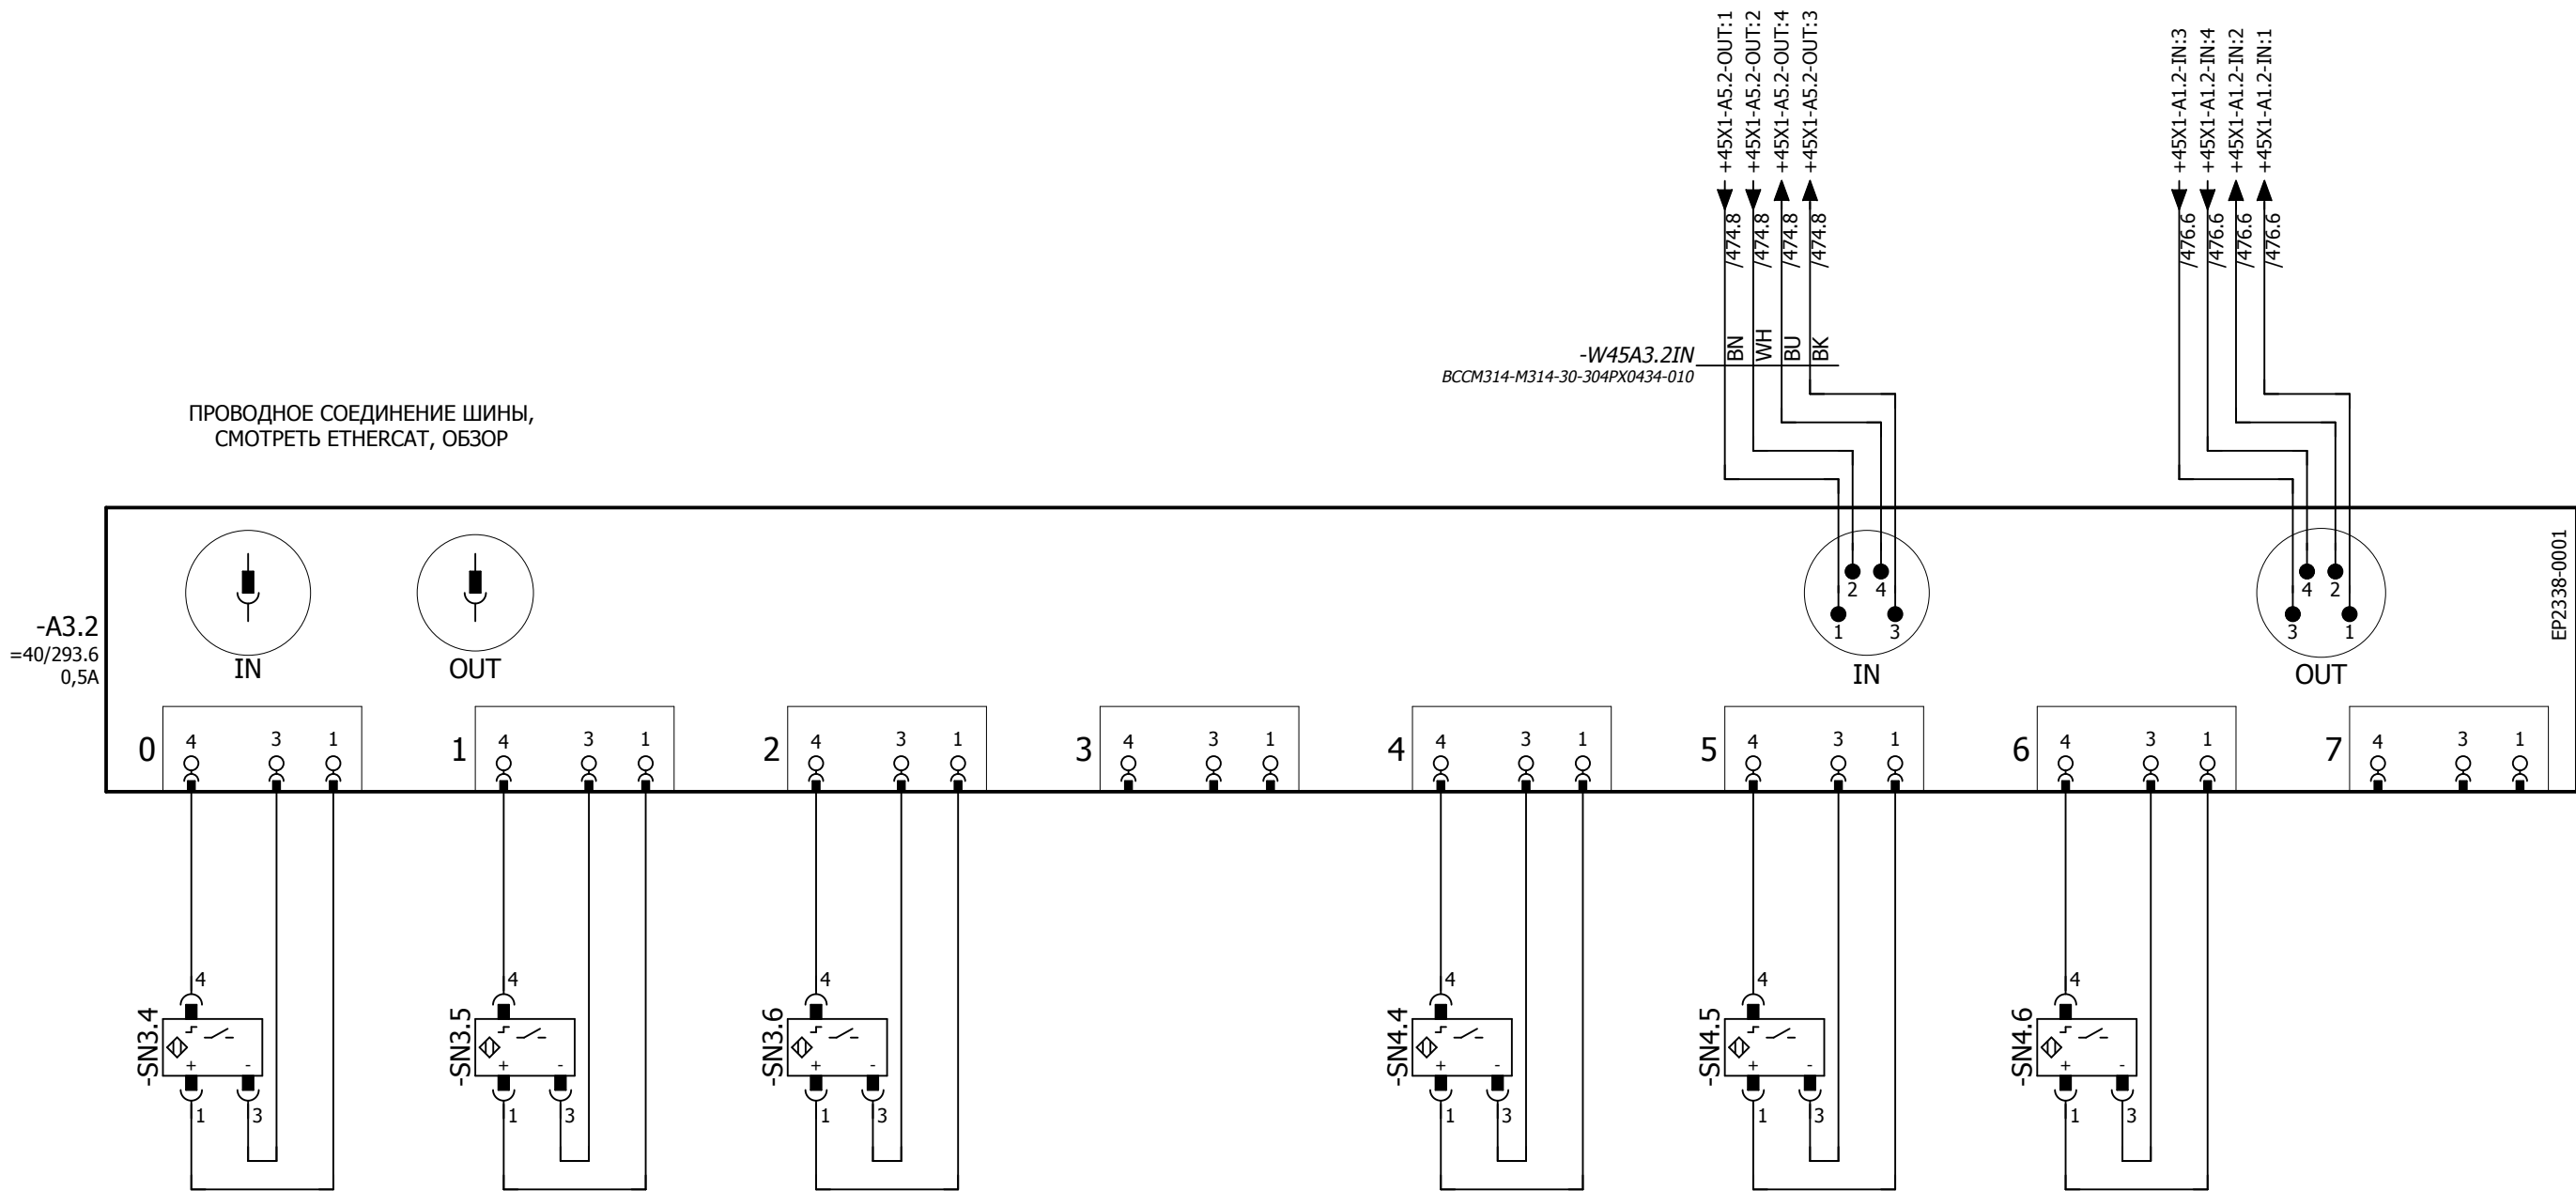 +45X1-A5.2-OUT:1
+45X1-A5.2-OUT:2
+45X1-A5.2-OUT:4
+45X1-A5.2-OUT:3
+45X1-A1.2-IN:3
+45X1-A1.2-IN:4
+45X1-A1.2-IN:2
+45X1-A1.2-IN:1
/474.8
/474.8
/474.8
/474.8
/476.6
/476.6
/476.6
/476.6
-W45A3.2IN
BCCM314-M314-30-304PX0434-010
BN
WH
BU
BK
ПРОВОДНОЕ СОЕДИНЕНИЕ ШИНЫ,
СМОТРЕТЬ ETHERCAT, ОБЗОР
-A3.2
=40/293.6
0,5A
IN
OUT
2 4
1 3
IN
4 2
3 1
OUT
EP2338-0001
0 4 3 1
1 4 3 1
2 4 3 1
3 4 3 1
4 4 3 1
5 4 3 1
6 4 3 1
7 4 3 1
-SN3.4
4
+ -
1 3
-SN3.5
4
+ -
1 3
-SN3.6
4
+ -
1 3
-SN4.4
4
+ -
1 3
-SN4.5
4
+ -
1 3
-SN4.6
4
+ -
1 3